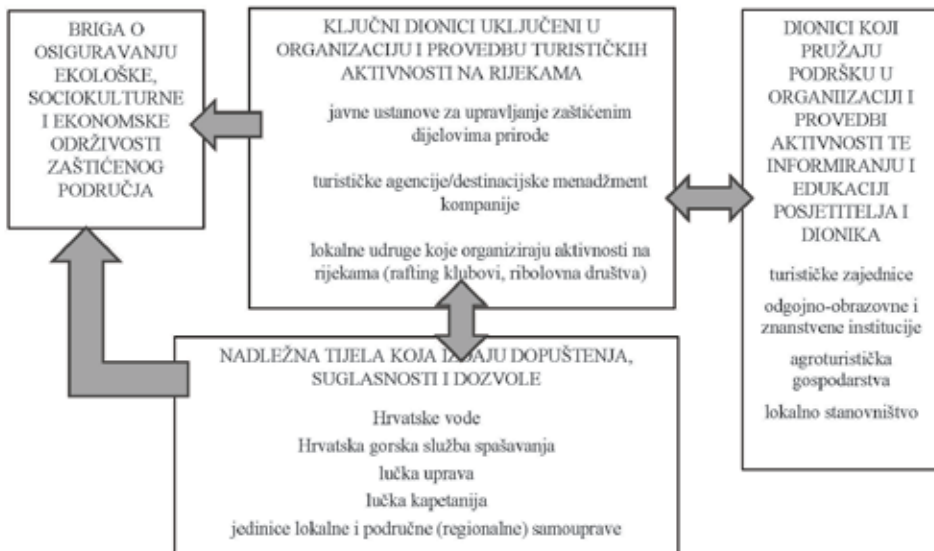 BRIGA O
OSIGURAVANJU
EKOLOŠKE,
SOCIOKULTURNE
I EKONOMSKE
ODRŽIVOSTI
ZAŠTIĆENOG
PODRUČJA
KLJUČNI DIONICI UKLJUČENI U
ORGANIZACIJU I PROVEDBU TURISTIČKIH
AKTIVNOSTI NA RIJEKAMA
javne ustanove za upravljanje zaštićenim
dijelovima prirode
turističke agencije/destinacijske menadžment
kompanije
lokalne udruge koje organiziraju aktivnosti na
rijekama (rafting klubovi, ribolovna društva)
DIONICI KOJI
PRUŽAJU
PODRŠKU U
ORGANIIZACIJI I
PROVEDBI
AKTIVNOSTI TE
INFORMIRANJU I
EDUKACIJI
POSJETITELJA I
DIONIKA
turističke zajednice
odgojno-obrazovne i
znanstvene institucije
agroturistička
gospodarstva
lokalno stanovništvo
NADLEŽNA TIJELA KOJA IZDAJU DOPUŠTENJA,
SUGLASNOSTI I DOZVOLE
Hrvatske vode
Hrvatska gorska služba spašavanja
lučka uprava
lučka kapetanija
jedinice lokalne i područne (regionalne) samouprave